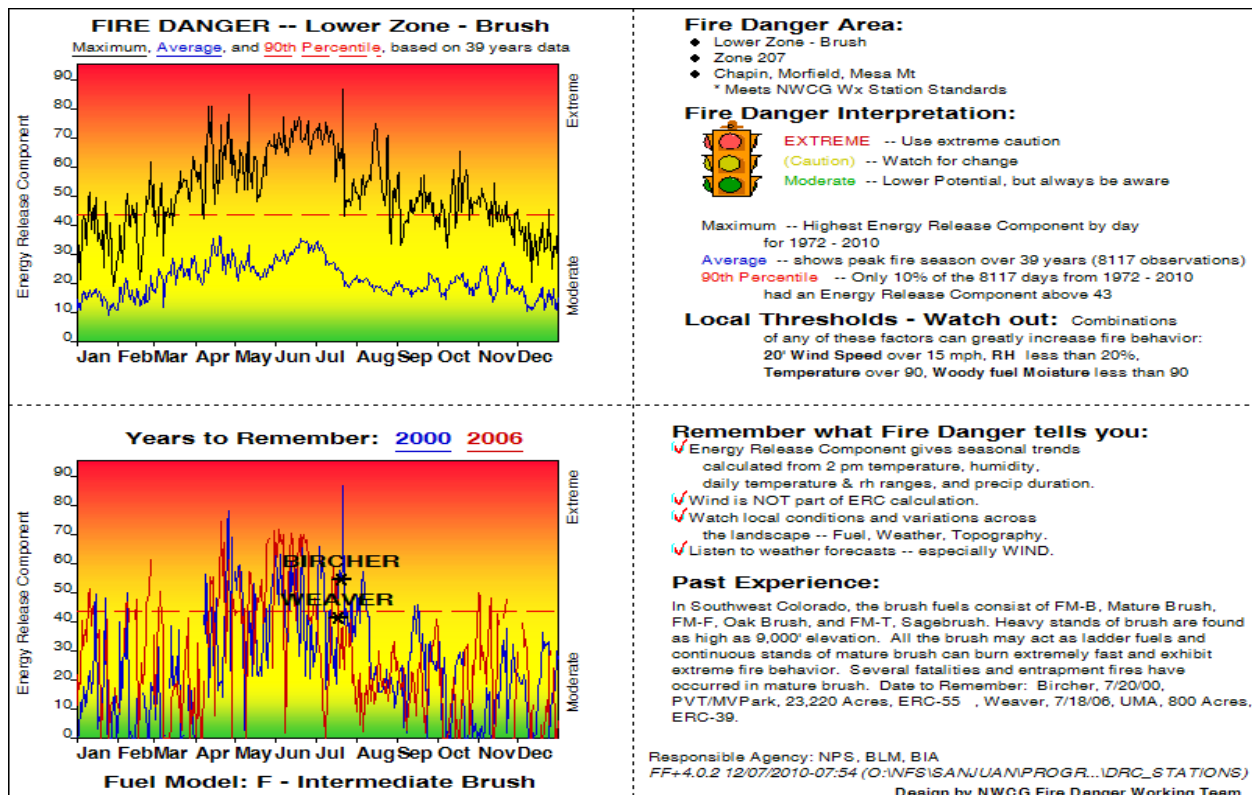 FIRE DANGER -- Lower Zone - Brush
Maximum, Average, and 90th Percentile, based on 39 years data
Energy Release Component
90
80
70
60
50
40
30
20
10
0
Extreme
Moderate
Jan Feb Mar Apr May Jun Jul Aug Sep Oct Nov Dec
Fire Danger Area:
◆ Lower Zone - Brush
◆ Zone 207
◆ Chapin, Morfield, Mesa Mt
* Meets NWCG Wx Station Standards
Fire Danger Interpretation:
EXTREME -- Use extreme caution
(Caution) -- Watch for change
Moderate -- Lower Potential, but always be aware
Maximum -- Highest Energy Release Component by day
for 1972 - 2010
Average -- shows peak fire season over 39 years (8117 observations)
90th Percentile -- Only 10% of the 8117 days from 1972 - 2010
had an Energy Release Component above 43
Local Thresholds - Watch out: Combinations
of any of these factors can greatly increase fire behavior:
20' Wind Speed over 15 mph, RH less than 20%,
Temperature over 90, Woody fuel Moisture less than 90
Years to Remember: 2000 2006
Energy Release Component
90
80
70
60
50
40
30
20
10
0
Extreme
Moderate
BIRCHER
WEAVER
Jan Feb Mar Apr May Jun Jul Aug Sep Oct Nov Dec
Fuel Model: F - Intermediate Brush
Remember what Fire Danger tells you:
Energy Release Component gives seasonal trends
calculated from 2 pm temperature, humidity,
daily temperature & rh ranges, and precip duration.
Wind is NOT part of ERC calculation.
Watch local conditions and variations across
the landscape -- Fuel, Weather, Topography.
Listen to weather forecasts -- especially WIND.
Past Experience:
In Southwest Colorado, the brush fuels consist of FM-B, Mature Brush,
FM-F, Oak Brush, and FM-T, Sagebrush. Heavy stands of brush are found
as high as 9,000' elevation. All the brush may act as ladder fuels and
continuous stands of mature brush can burn extremely fast and exhibit
extreme fire behavior. Several fatalities and entrapment fires have
occurred in mature brush. Date to Remember: Bircher, 7/20/00,
PVT/MVPark, 23,220 Acres, ERC-55 , Weaver, 7/18/06, UMA, 800 Acres,
ERC-39.
Responsible Agency: NPS, BLM, BIA
FF+4.0.2 12/07/2010-07:54 (O:\NFS\SANJUAN\PROGR...\DRC_STATIONS)
Design by NWCG Fire Danger Working Team